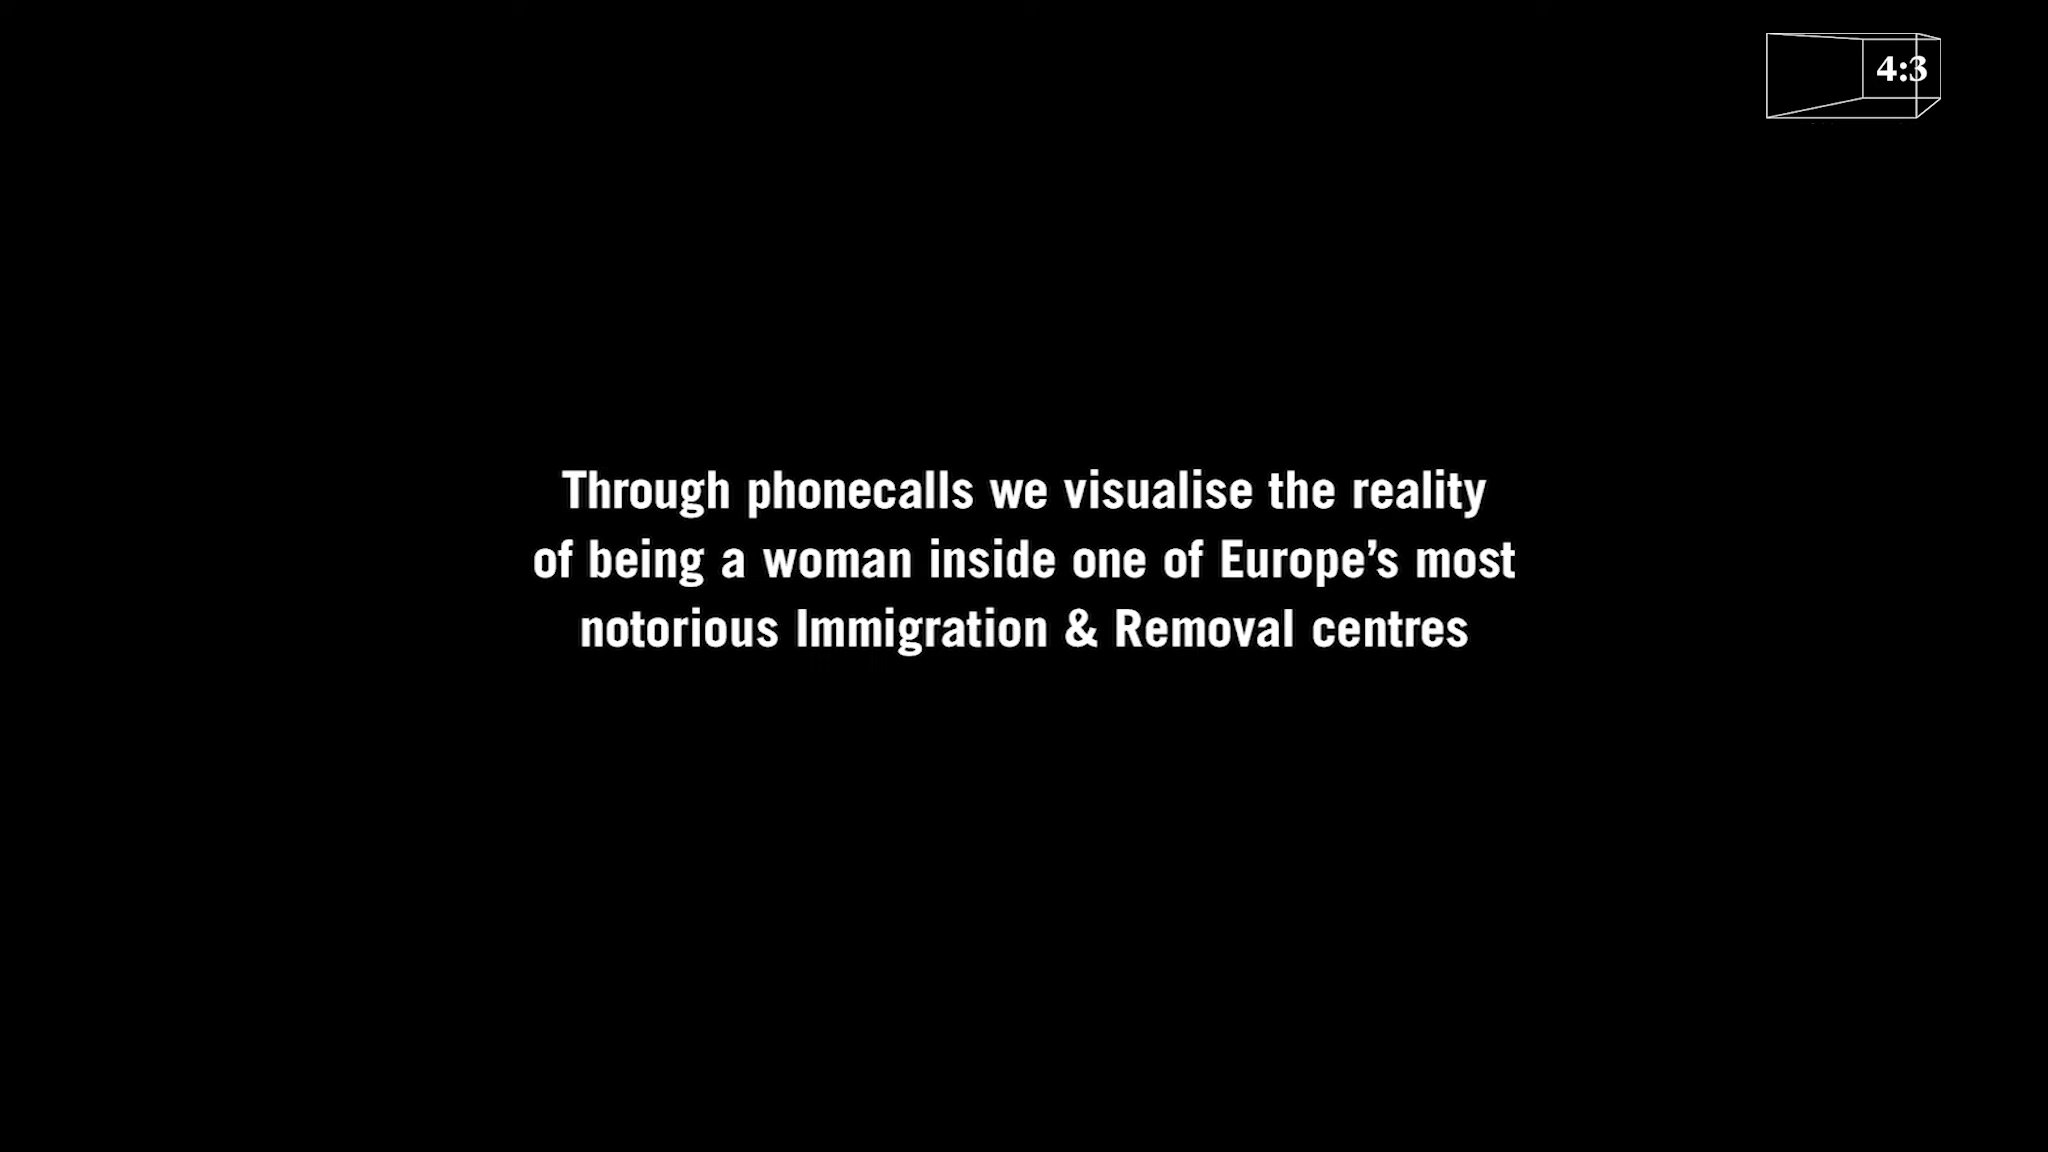 4:3
Through phonecalls we visualise the reality
of being a woman inside one of Europe’s most
notorious Immigration & Removal centres